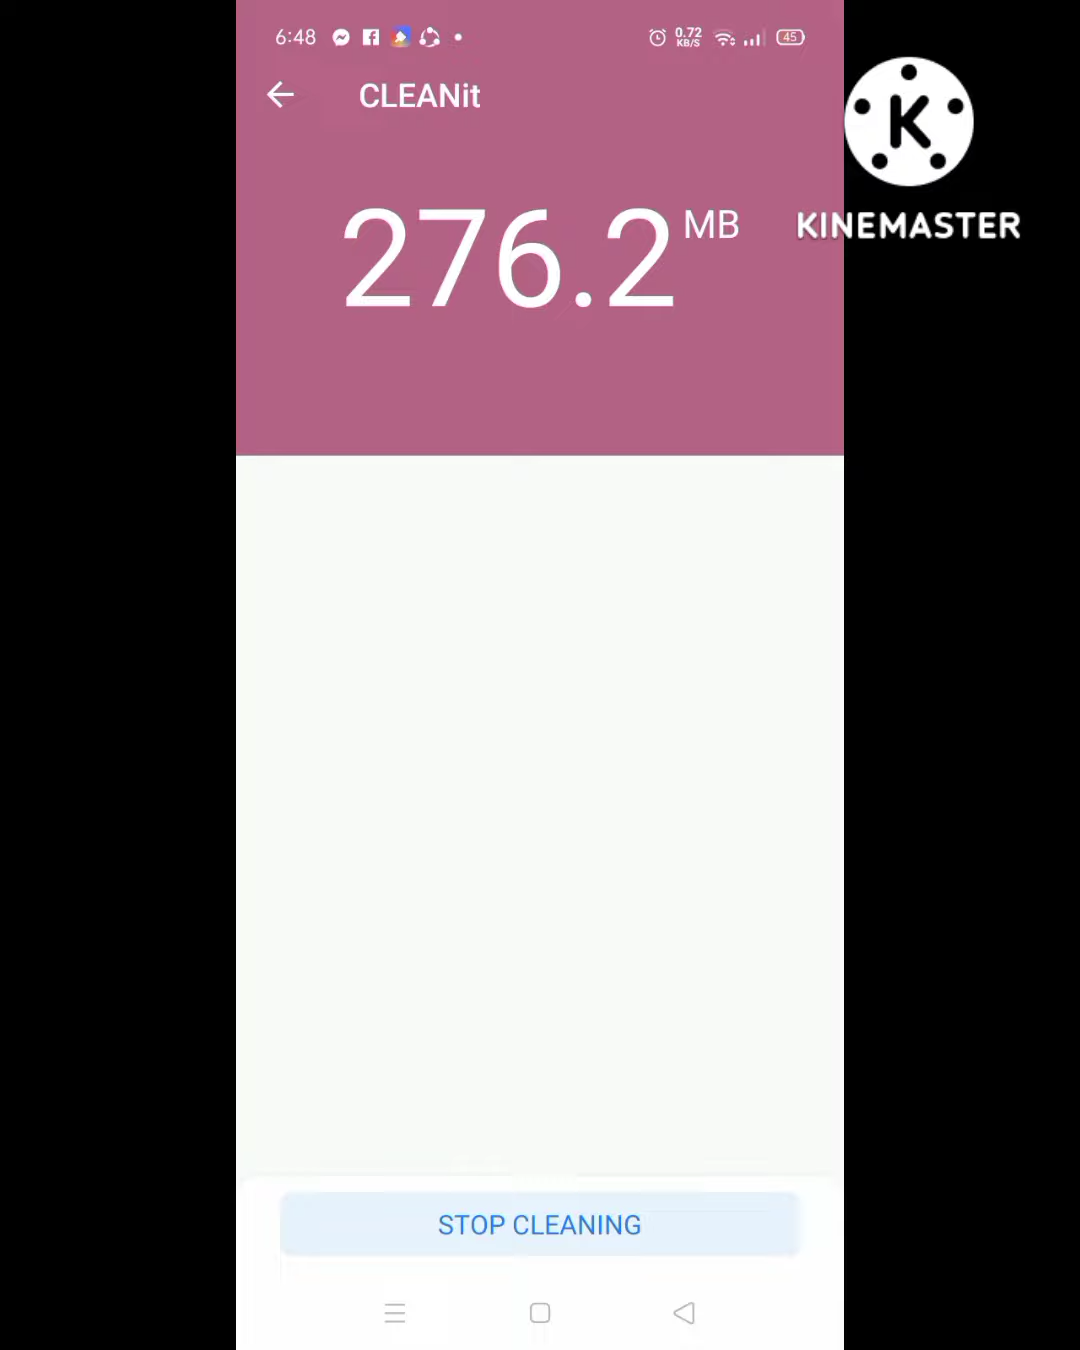 6:48
0.72
KB/S
45
CLEANit
K
276.2 MB
KINEMASTER
STOP CLEANING